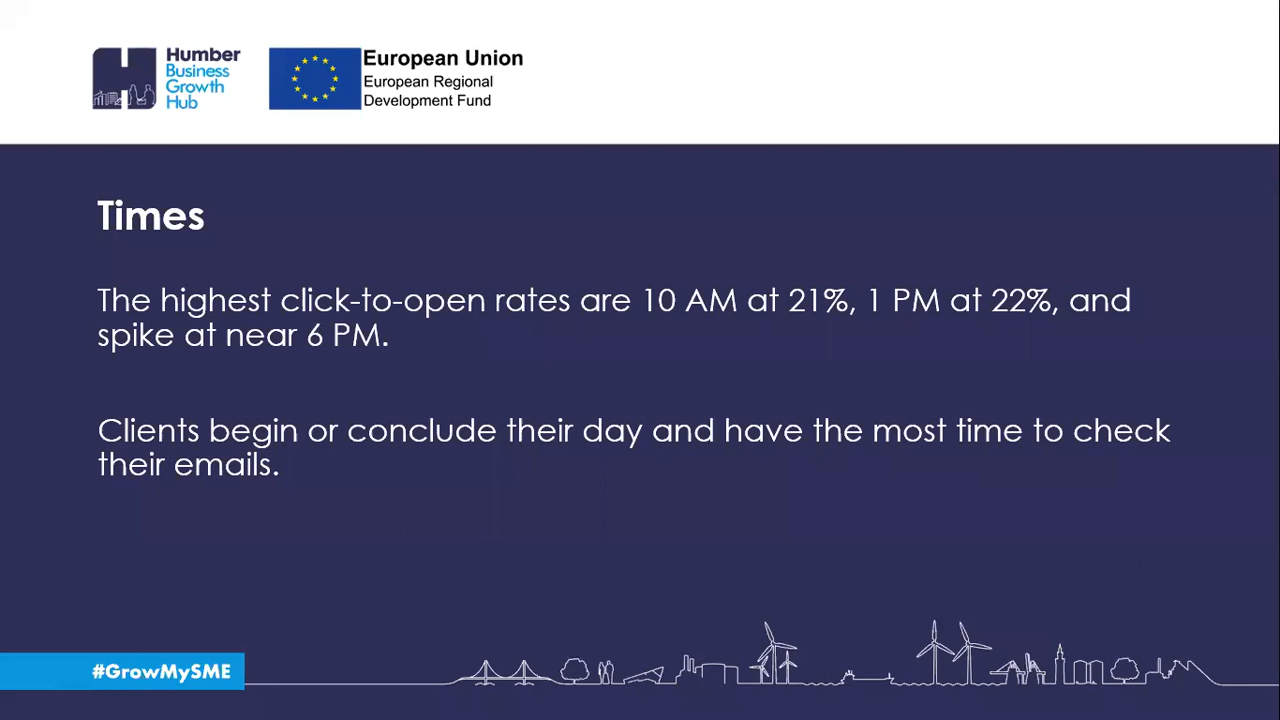 Humber
Business
Growth
Hub
European Union
European Regional
Development Fund
Times
The highest click-to-open rates are 10 AM at 21%, 1 PM at 22%, and
spike at near 6 PM.
Clients begin or conclude their day and have the most time to check
their emails.
#GrowMySME